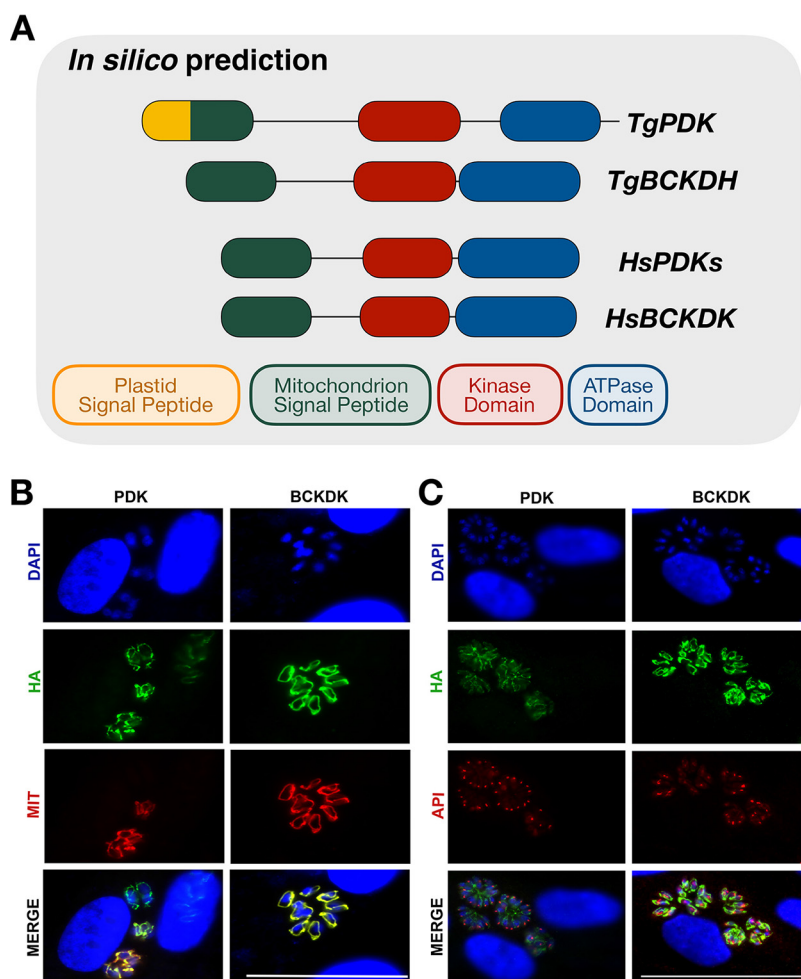 A
In silico prediction
TgPDK
TgBCKDH
HsPDKs
HsBCKDK
Plastid
Signal Peptide
Mitochondrion
Signal Peptide
Kinase
Domain
ATPase
Domain
B
PDK
BCKDK
DAPI
HA
MIT
MERGE
C
PDK
BCKDK
DAPI
HA
API
MERGE